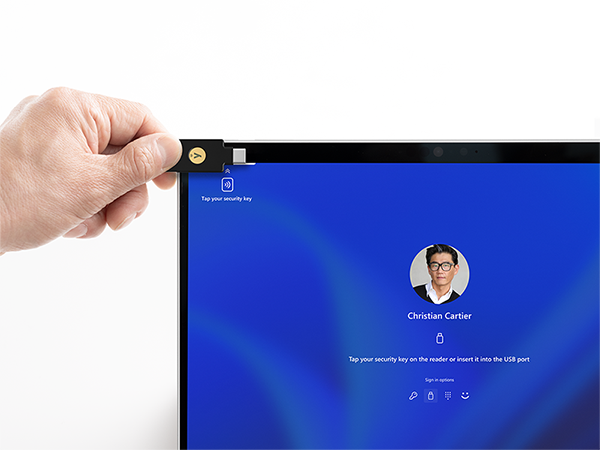 Tap your security key
Christian Cartier
Tap your security key on the reader or insert it into the USB port
Sign in options